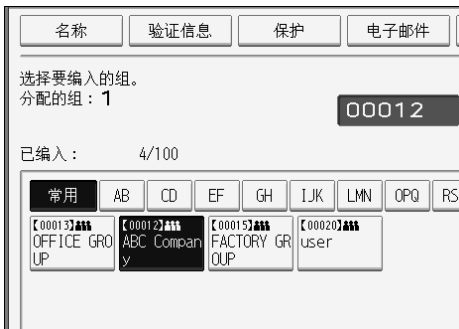 名称 验证信息 保护 电子邮件
选择要编入的组。
分配的组：1
00012
已编入： 4/100
常用 AB CD EF GH IJK LMN OPQ RS
【00013】 【00012】 【00015】 【00020】
OFFICE GRO ABC Compan FACTORY GR user
UP y OUP